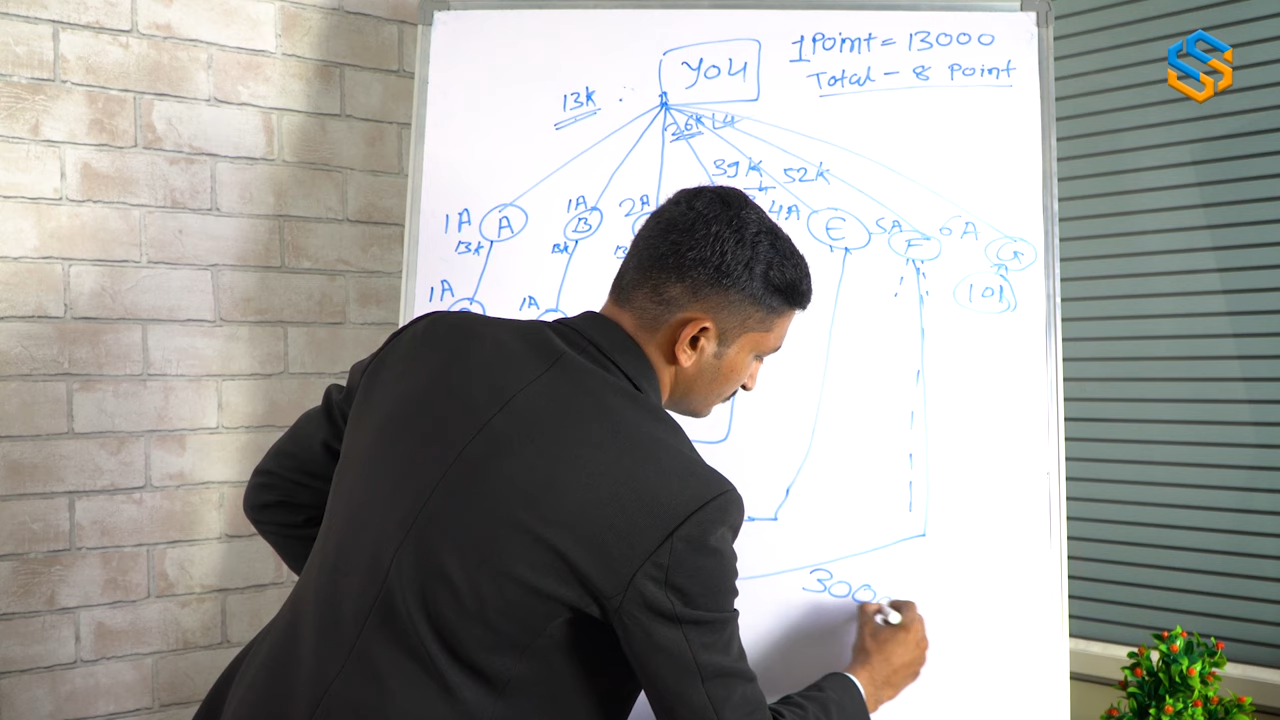 1 Point = 13000
YOU
Total - 8 Point
13K
26K
39K
52K
1A A
1A B
2A
4A E
5A F
6A G
13K
13K
101
1A
1A
300